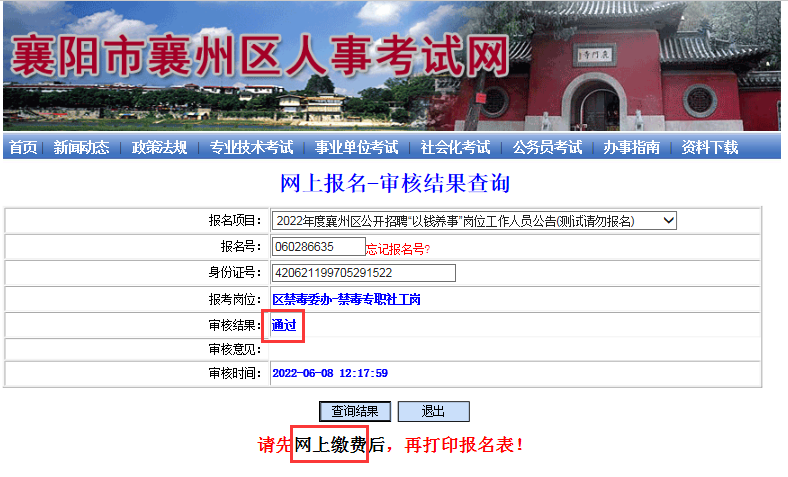 襄阳市襄州区人事考试网
首页 | 新闻动态 | 政策法规 | 专业技术考试 | 事业单位考试 | 社会化考试 | 公务员考试 | 办事指南 | 资料下载
网上报名-审核结果查询
报名项目： 2022年度襄州区公开招聘“以钱养事”岗位工作人员公告(测试请勿报名)
报名号： 060286635 忘记报名号?
身份证号： 420621199705291522
报考岗位： 区禁毒委办-禁毒专职社工岗
审核结果： 通过
审核意见：
审核时间： 2022-06-08 12:17:59
查询结果 退出
请先网上缴费后，再打印报名表！